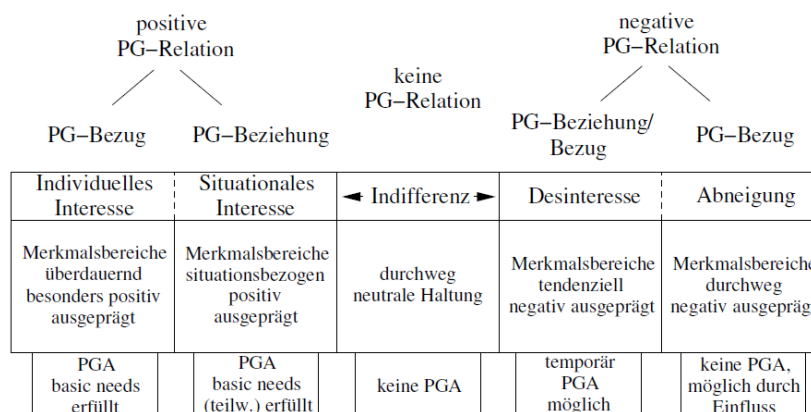 positive
PG–Relation
negative
PG–Relation
keine
PG–Relation
PG–Bezug
PG–Beziehung
PG–Beziehung/
Bezug
PG–Bezug
Individuelles
Interesse
Situationales
Interesse
Indifferenz
Desinteresse
Abneigung
Merkmalsbereiche
überdauernd
besonders positiv
ausgeprägt
Merkmalsbereiche
situationsbezogen
positiv
ausgeprägt
durchweg
neutrale Haltung
Merkmalsbereiche
tendenziell
negativ ausgeprägt
Merkmalsbereiche
durchweg
negativ ausgepräg
PGA
basic needs
erfüllt
PGA
basic needs
(teilw.) erfüllt
keine PGA
temporär
PGA
möglich
keine PGA,
möglich durch
Einfluss